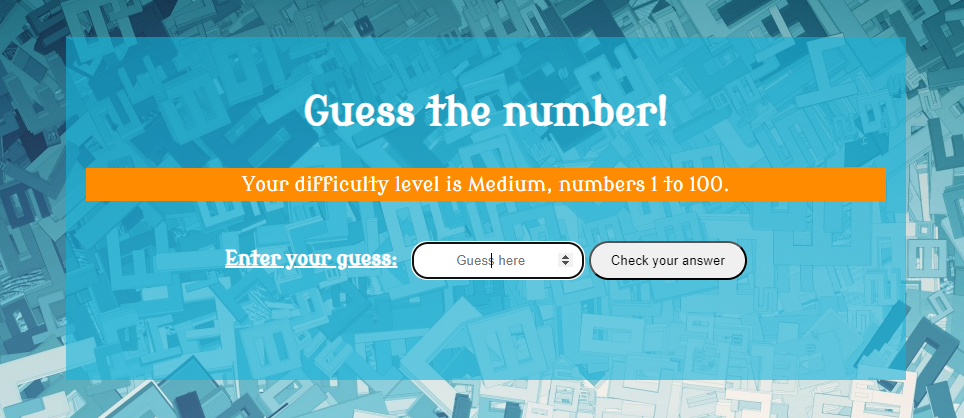 Guess the number!
Your difficulty level is Medium, numbers 1 to 100.
Enter your guess: Guess here Check your answer